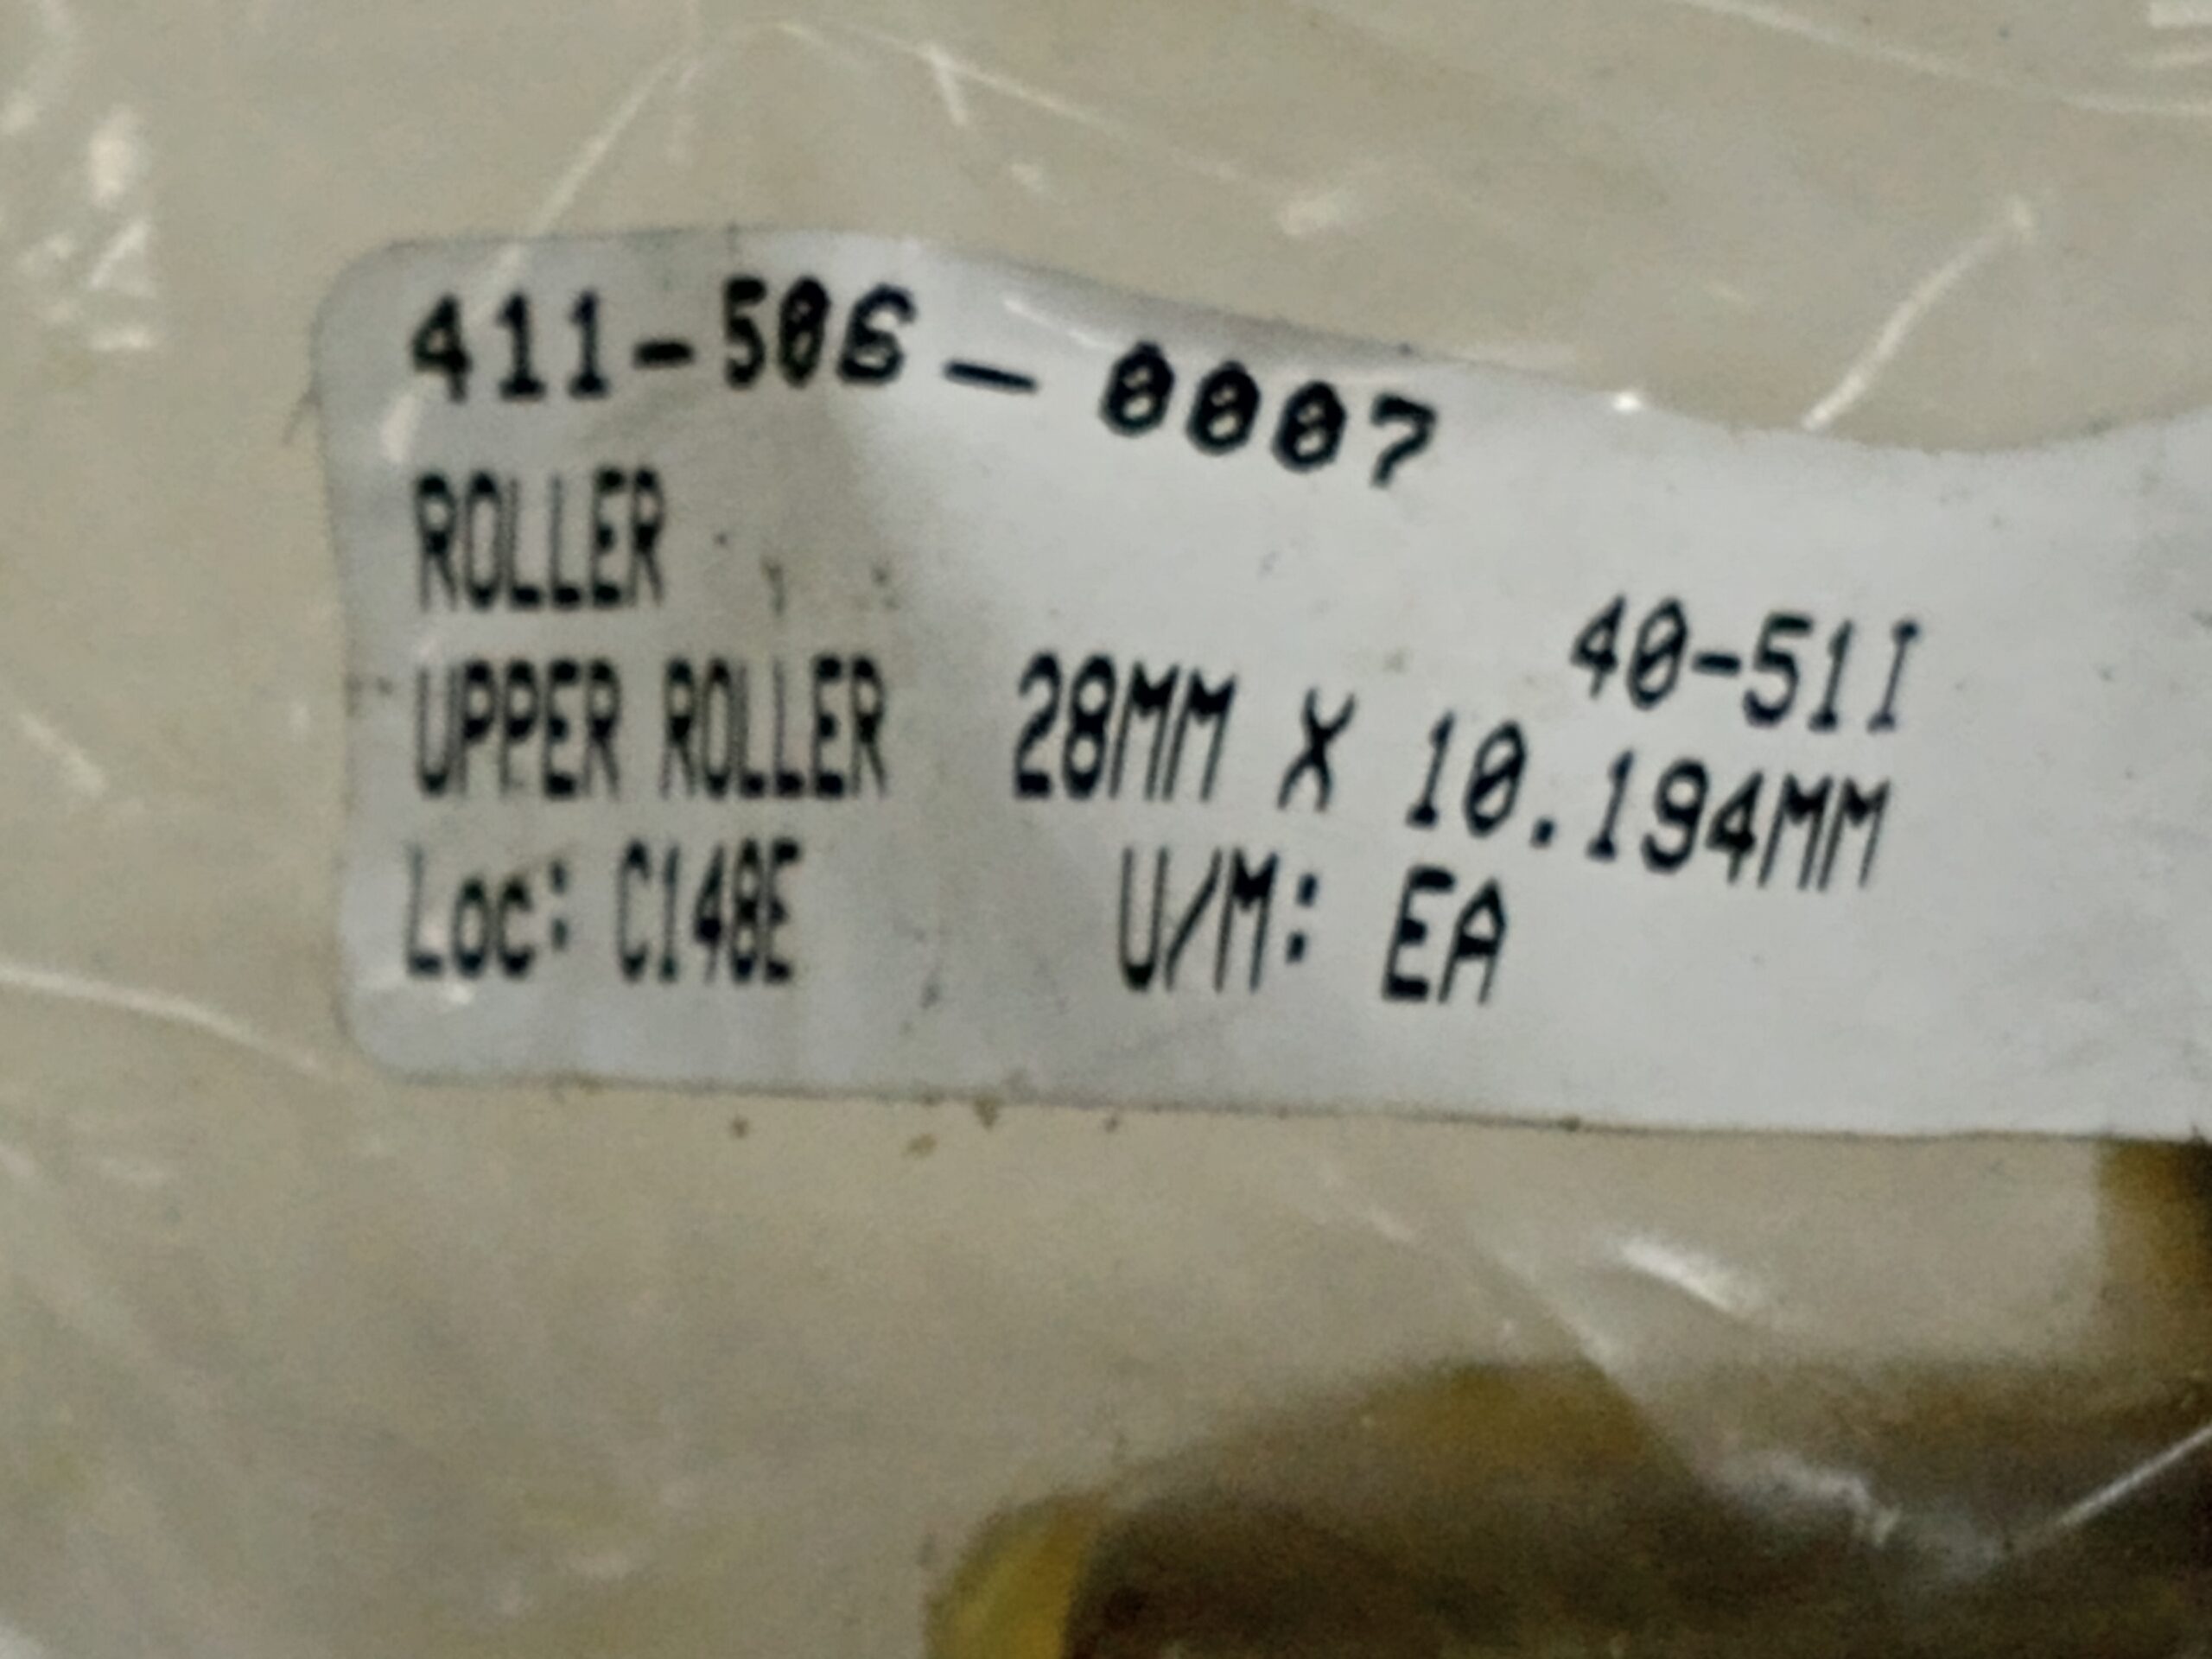 411-506-0007
ROLLER
40-51I
UPPER ROLLER 28MM X 10.194MM
Loc: C148E U/M: EA